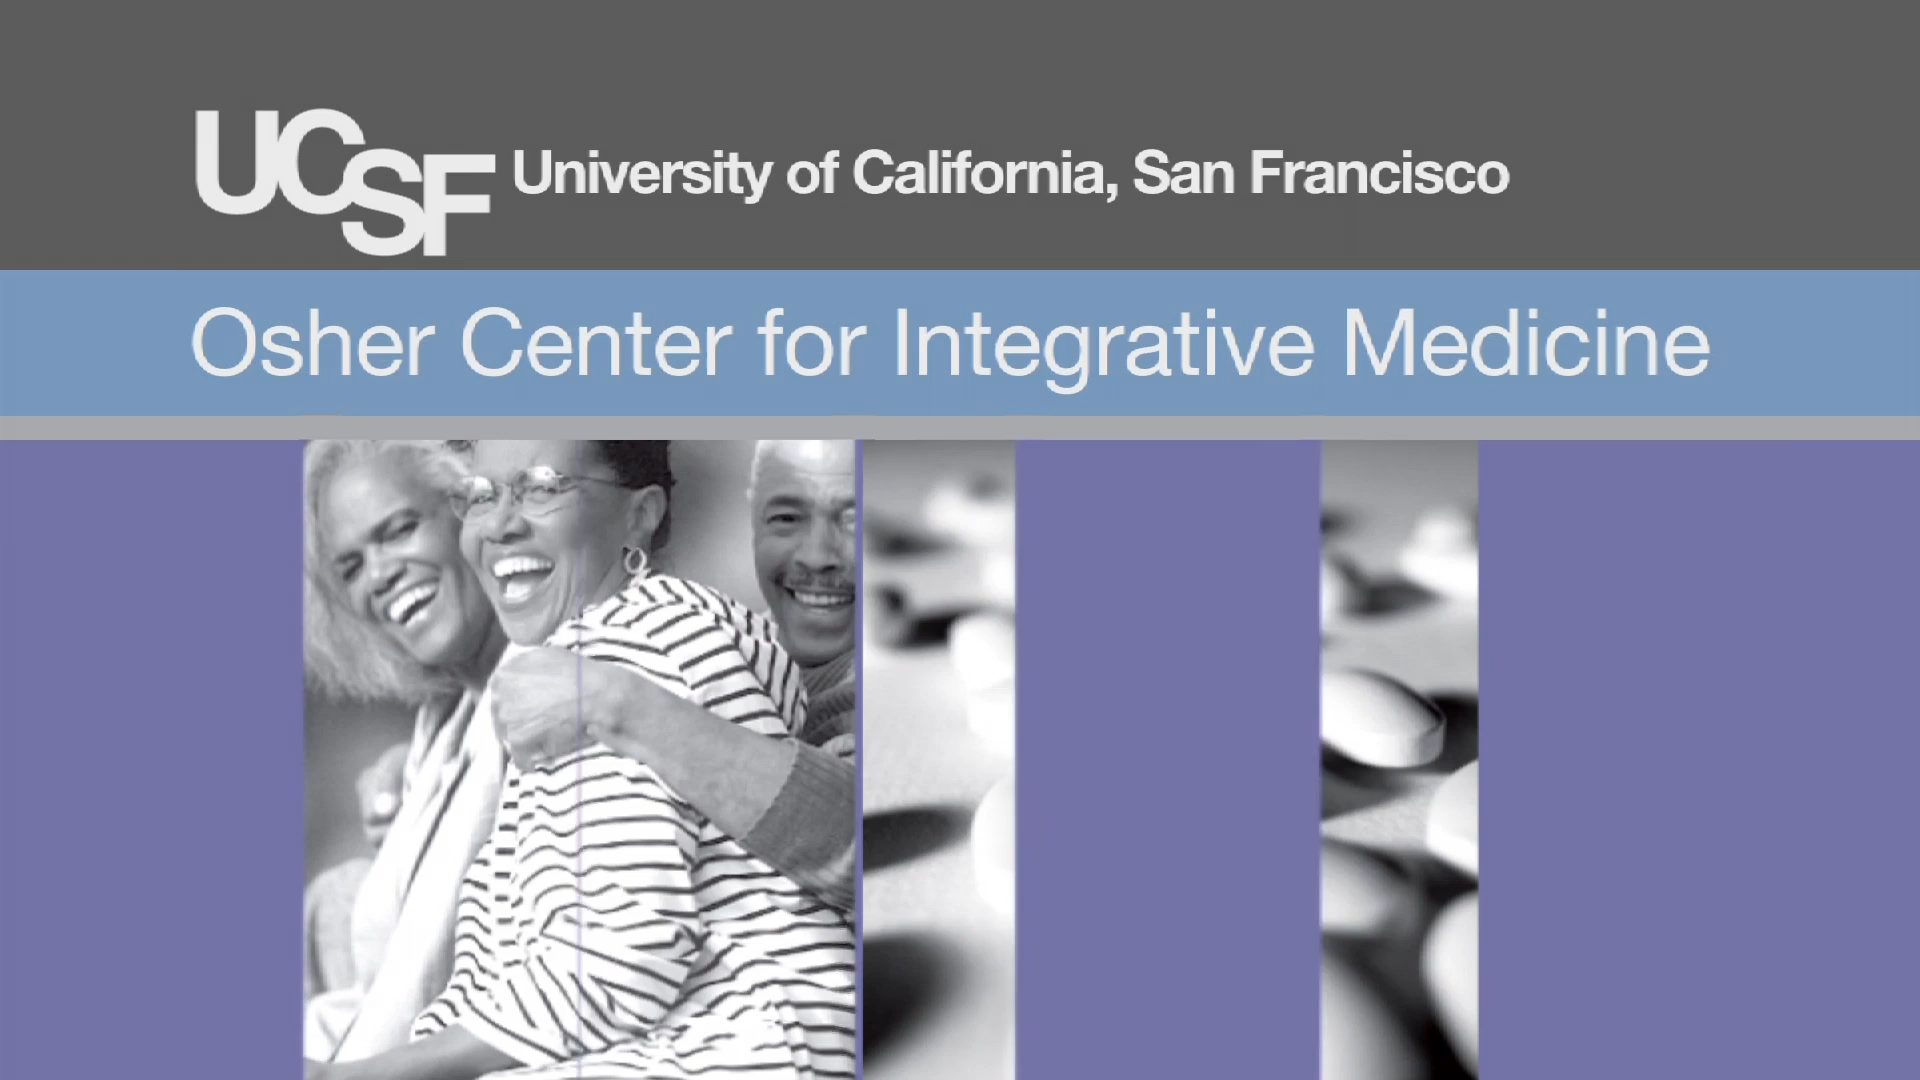 UCSF University of California, San Francisco
Osher Center for Integrative Medicine